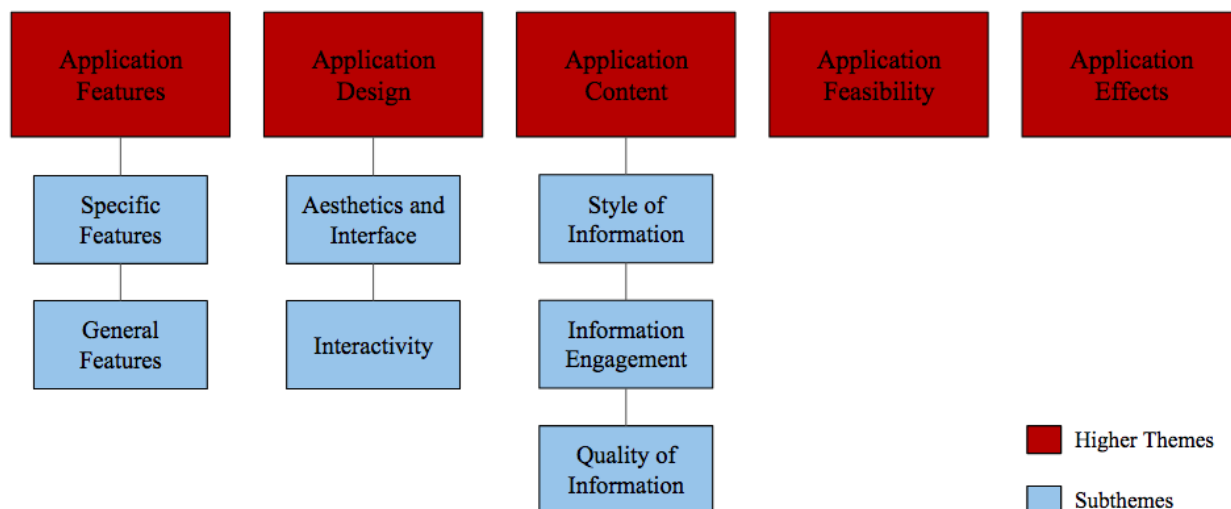 Application
Features
Application
Design
Application
Content
Application
Feasibility
Application
Effects
Specific
Features
Aesthetics and
Interface
Style of
Information
General
Features
Interactivity
Information
Engagement
Quality of
Information
Higher Themes
Subthemes